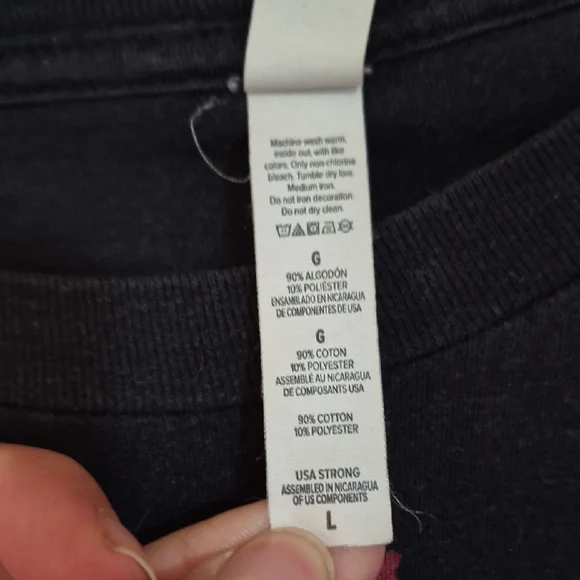 Machine wash warm,
inside out, with like
colors. Only non-chlorine
bleach. Tumble dry low.
Medium iron.
Do not iron decoration.
Do not dry clean.
G
90% ALGODÓN
10% POLIÉSTER
ENSAMBLADO EN NICARAGUA
DE COMPONENTES DE USA
G
90% COTON
10% POLYESTER
ASSEMBLÉ AU NICARAGUA
DE COMPOSANTS USA
90% COTTON
10% POLYESTER
USA STRONG
ASSEMBLED IN NICARAGUA
OF US COMPONENTS
L